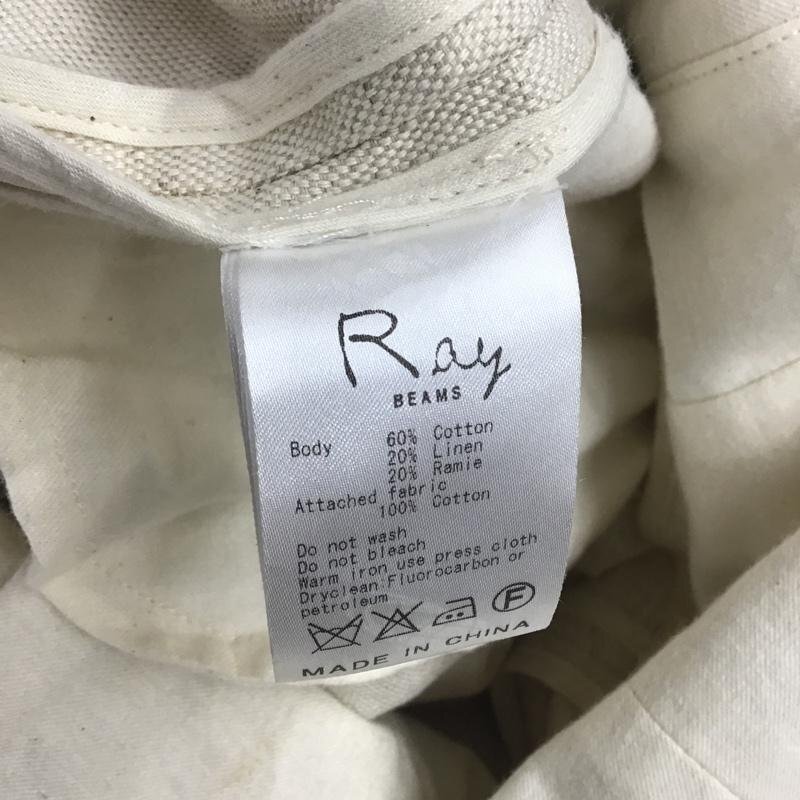 Ray
BEAMS
Body 60% Cotton
20% Linen
20% Ramie
Attached fabric
100% Cotton
Do not wash
Do not bleach
Warm iron use press cloth
Dryclean:Fluorocarbon or
petroleum
F
MADE IN CHINA